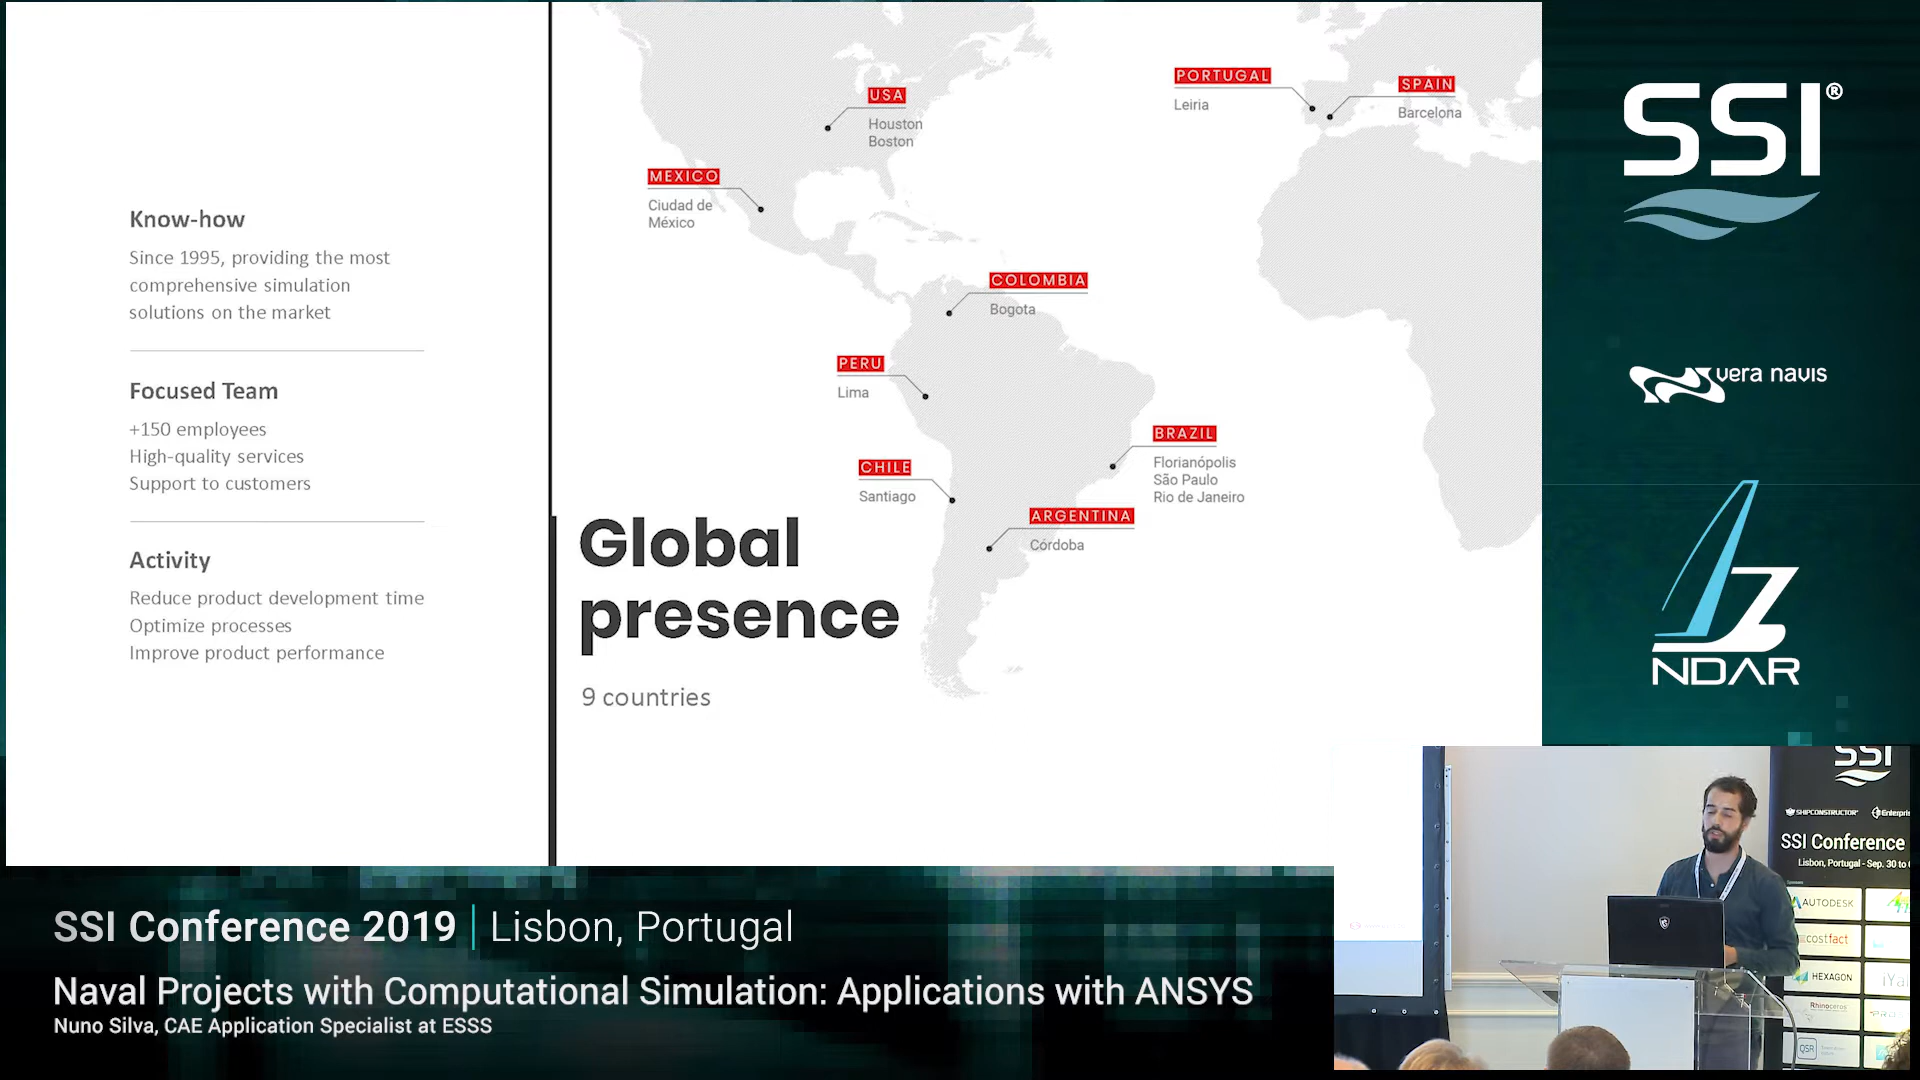 Know-how
Since 1995, providing the most
comprehensive simulation
solutions on the market
Focused Team
+150 employees
High-quality services
Support to customers
Activity
Reduce product development time
Optimize processes
Improve product performance
USA
Houston
Boston
MEXICO
Ciudad de
México
PORTUGAL
Leiria
SPAIN
Barcelona
COLOMBIA
Bogota
PERU
Lima
BRAZIL
Florianópolis
São Paulo
Rio de Janeiro
CHILE
Santiago
ARGENTINA
Córdoba
Global
presence
9 countries
SSI®
vera navis
NDAR
SSI Conference 2019 | Lisbon, Portugal
Naval Projects with Computational Simulation: Applications with ANSYS
Nuno Silva, CAE Application Specialist at ESSS
SSI
SHIPCONSTRUCTOR
SSI Conference
Lisbon, Portugal - Sep. 30 to
AUTODESK
costfact
HEXAGON
Rhinoceros
QSR